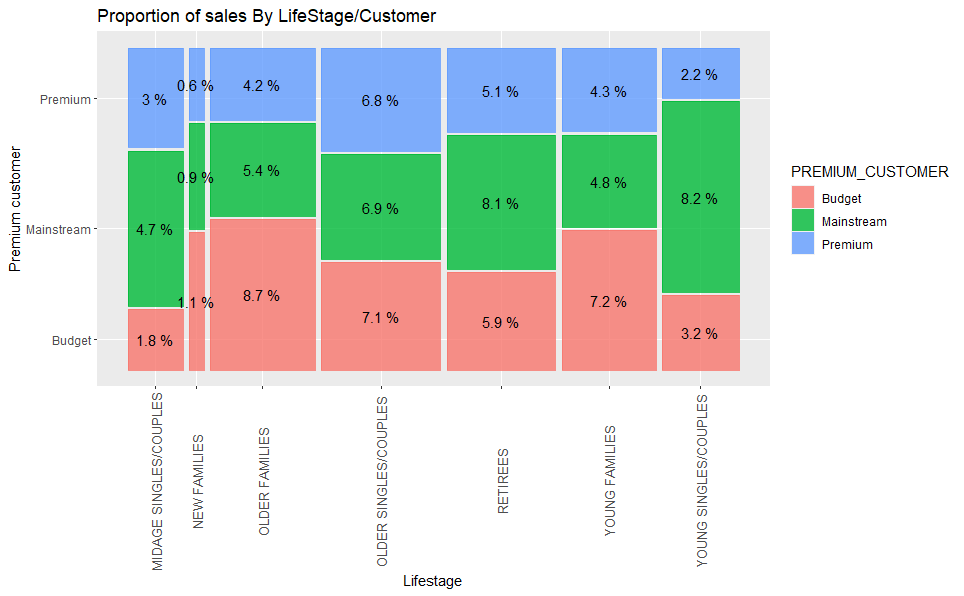 Proportion of sales By LifeStage/Customer
Premium customer
Premium
Mainstream
Budget
3 %
0.6 %
4.2 %
6.8 %
5.1 %
4.3 %
2.2 %
4.7 %
0.9 %
5.4 %
6.9 %
8.1 %
4.8 %
8.2 %
1.8 %
1.1 %
8.7 %
7.1 %
5.9 %
7.2 %
3.2 %
MIDAGE SINGLES/COUPLES
NEW FAMILIES
OLDER FAMILIES
OLDER SINGLES/COUPLES
RETIREES
YOUNG FAMILIES
YOUNG SINGLES/COUPLES
Lifestage
PREMIUM_CUSTOMER
Budget
Mainstream
Premium